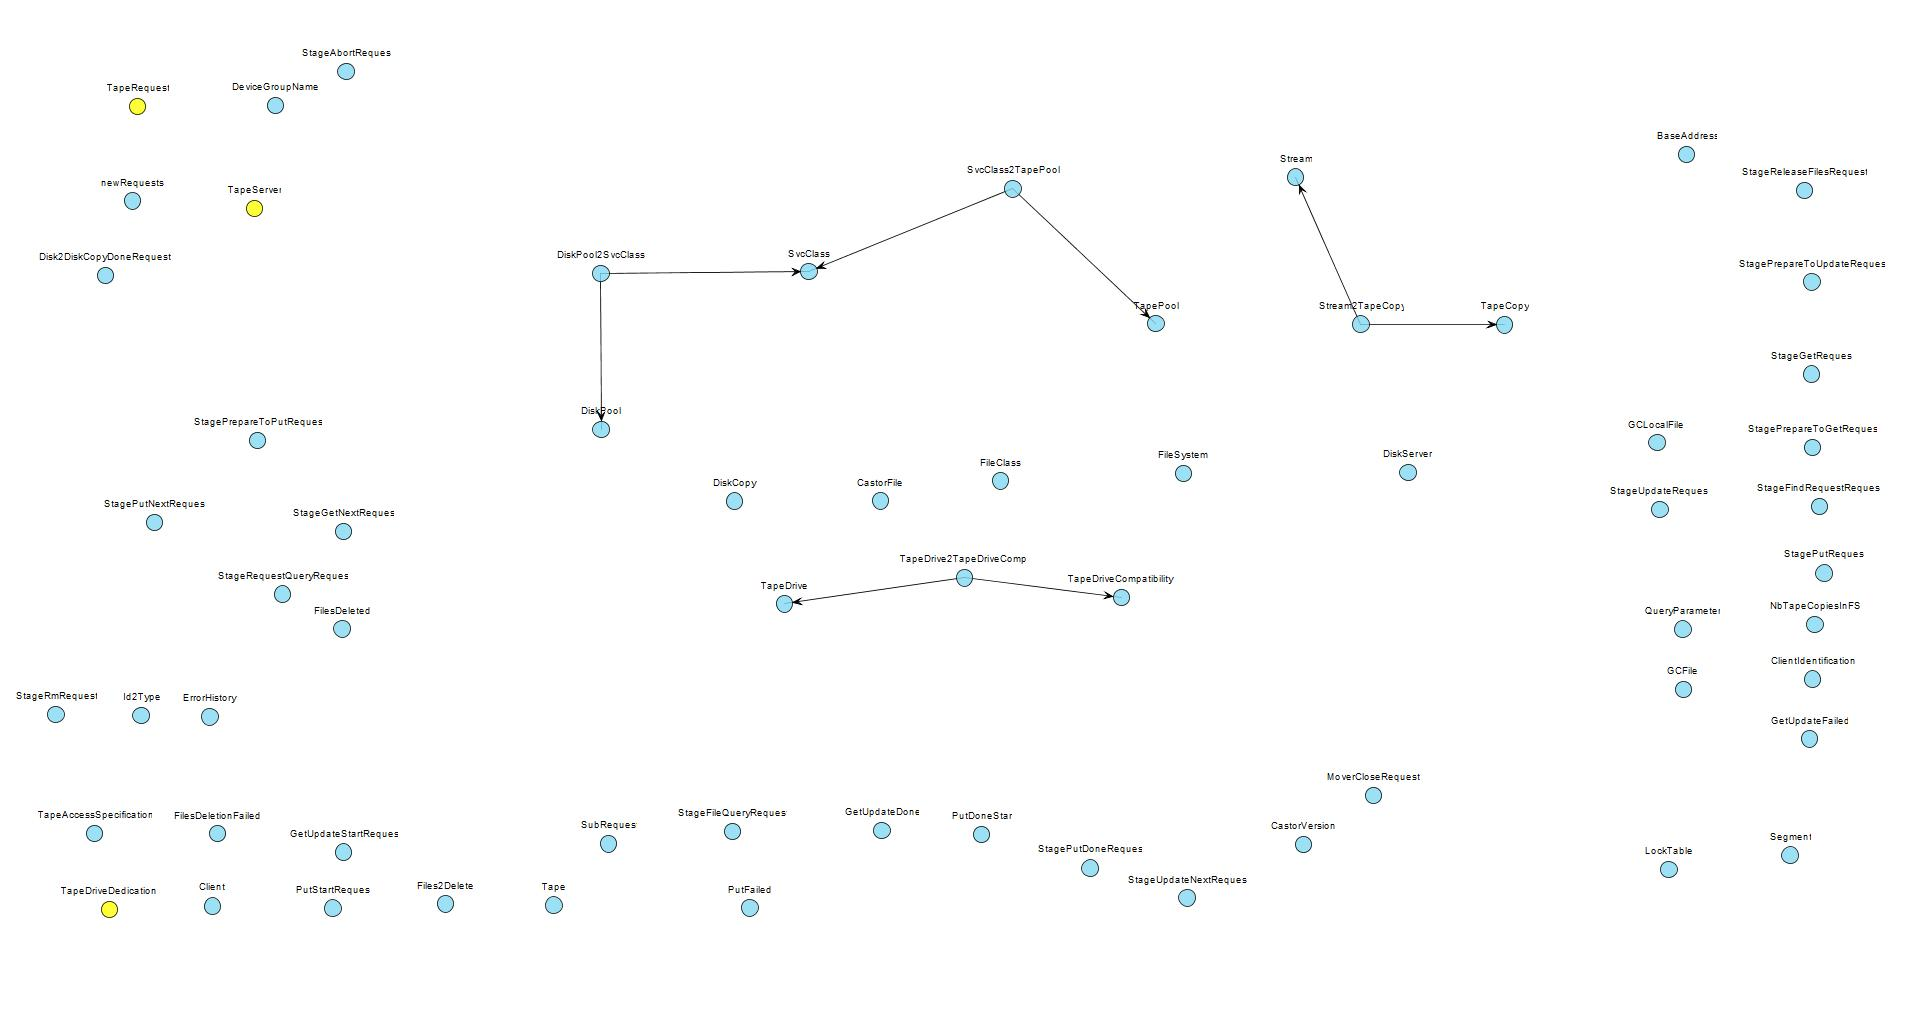 StageAbortReques
TapeRequest
DeviceGroupName
BaseAddress
Stream
SvcClass2TapePool
StageReleaseFilesRequest
newRequests
TapeServer
Disk2DiskCopyDoneRequest
DiskPool2SvcClass
SvcClass
StagePrepareToUpdateReques
TapePool
Stream2TapeCopy
TapeCopy
StageGetReques
DiskPool
StagePrepareToPutReques
GCLocalFile
StagePrepareToGetReques
FileClass
FileSystem
DiskServer
DiskCopy
CastorFile
StageUpdateReques
StageFindRequestReques
StagePutNextReques
StageGetNextReques
TapeDrive2TapeDriveComp
StagePutReques
StageRequestQueryReques
TapeDrive
TapeDriveCompatibility
FilesDeleted
QueryParameter
NbTapeCopiesInFS
GCFile
ClientIdentification
StageRmRequest
Id2Type
ErrorHistory
GetUpdateFailed
MoverCloseRequest
TapeAccessSpecification
FilesDeletionFailed
GetUpdateStartReques
SubReques
StageFileQueryReques
GetUpdateDone
PutDoneStar
StagePutDoneReques
CastorVersion
LockTable
Segment
TapeDriveDedication
Client
PutStartReques
Files2Delete
Tape
PutFailed
StageUpdateNextReques